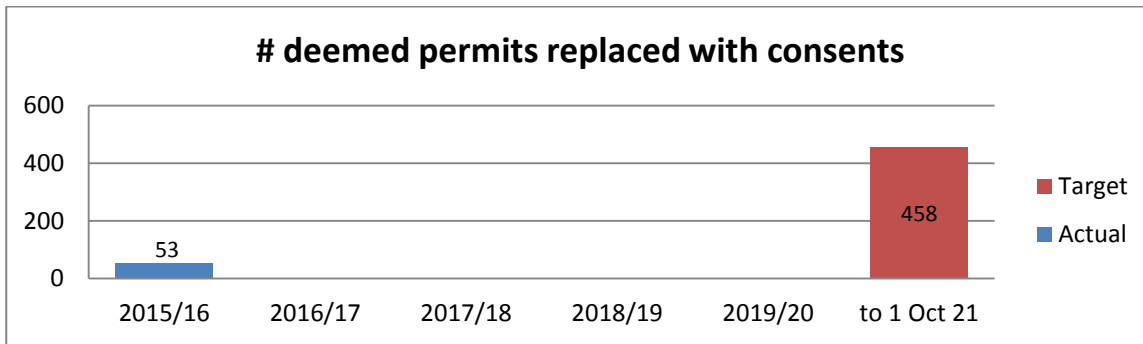 # deemed permits replaced with consents
600
400
200
0
53
458
2015/16 2016/17 2017/18 2018/19 2019/20 to 1 Oct 21
Target
Actual